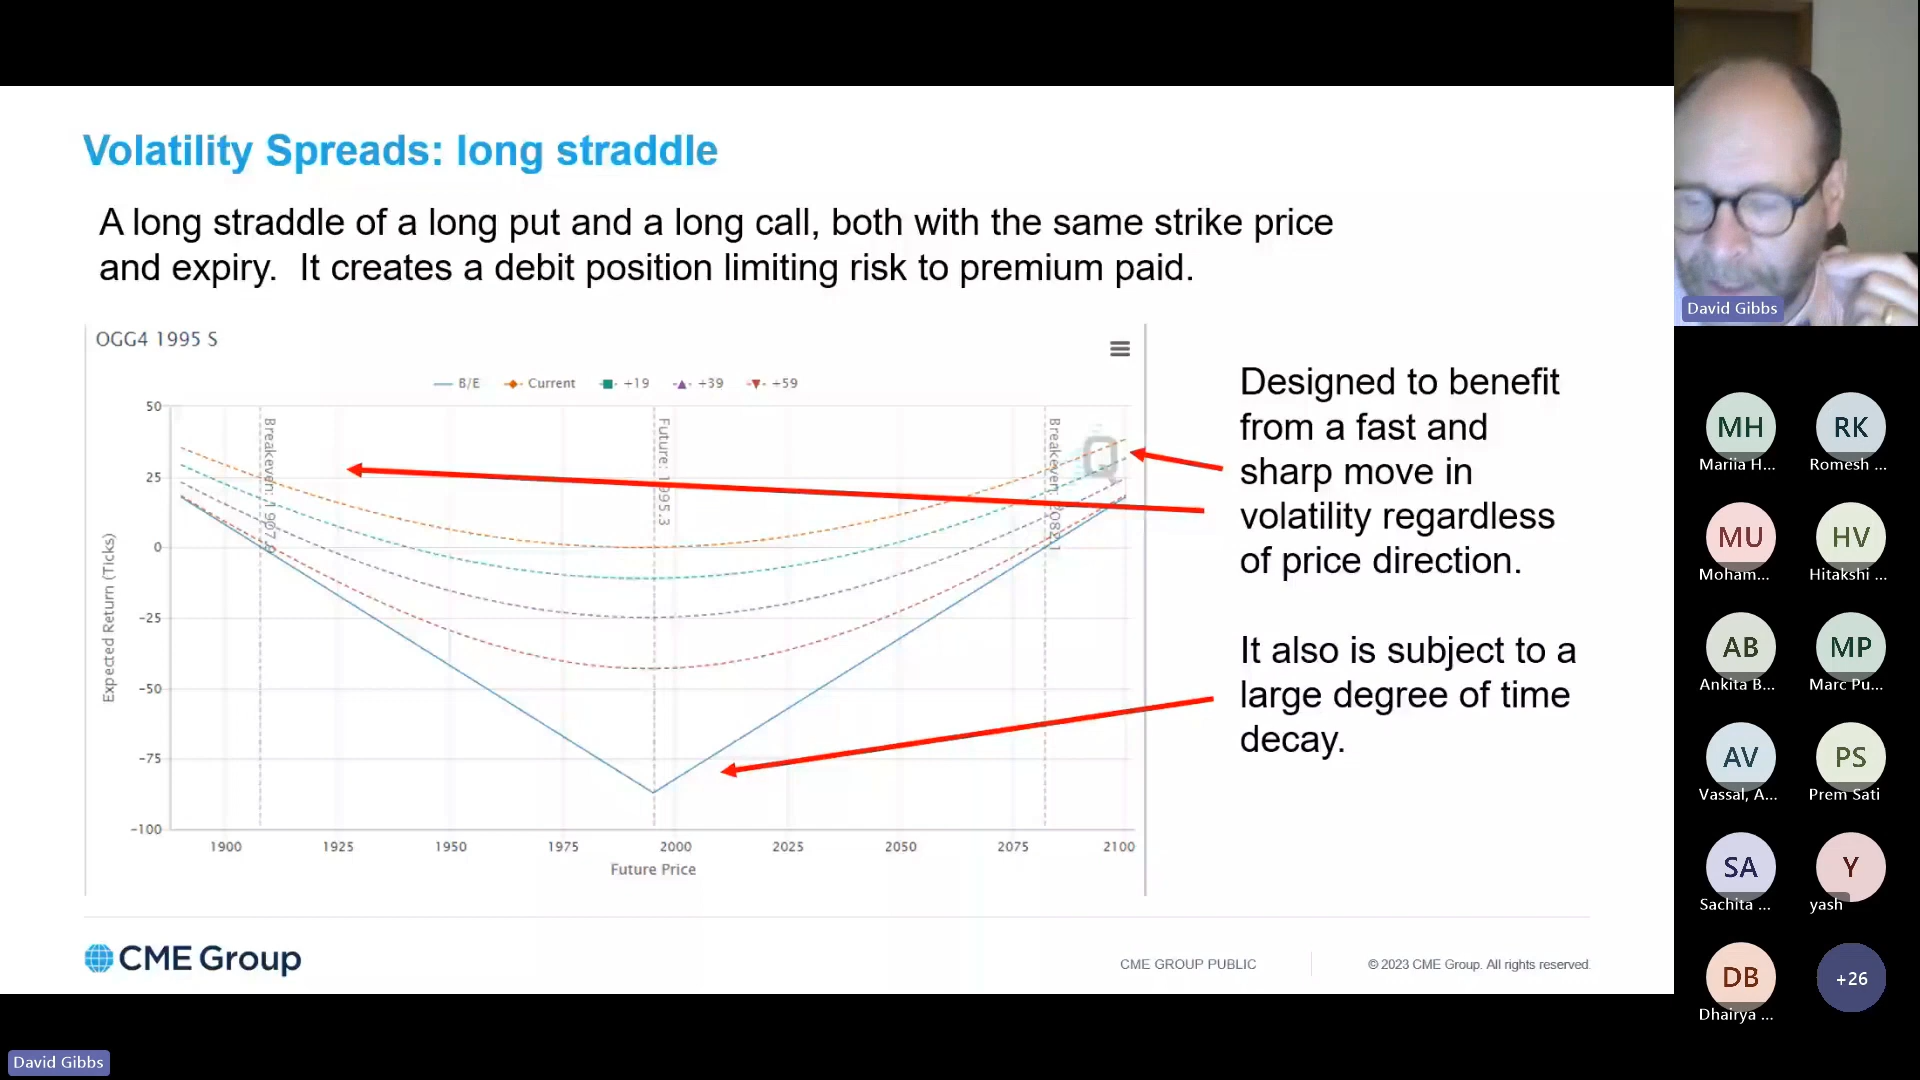 Volatility Spreads: long straddle
A long straddle of a long put and a long call, both with the same strike price
and expiry.  It creates a debit position limiting risk to premium paid.
OGG4 1995 S
B/E
Current
+19
+39
+59
50
25
0
−25
−50
−75
−100
Expected Return (Ticks)
Future: 1995.3
Q
1900
1925
1950
1975
2000
2025
2050
2075
2100
Future Price
Designed to benefit
from a fast and
sharp move in
volatility regardless
of price direction.
It also is subject to a
large degree of time
decay.
CME Group
CME GROUP PUBLIC
© 2023 CME Group. All rights reserved.
David Gibbs
MH
Mariia H...
RK
Romesh ...
MU
Moham...
HV
Hitakshi ...
AB
Ankita B...
MP
Marc Pu...
AV
Vassal, A...
PS
Prem Sati
SA
Sachita ...
Y
yash
DB
Dhairya ...
+26
David Gibbs